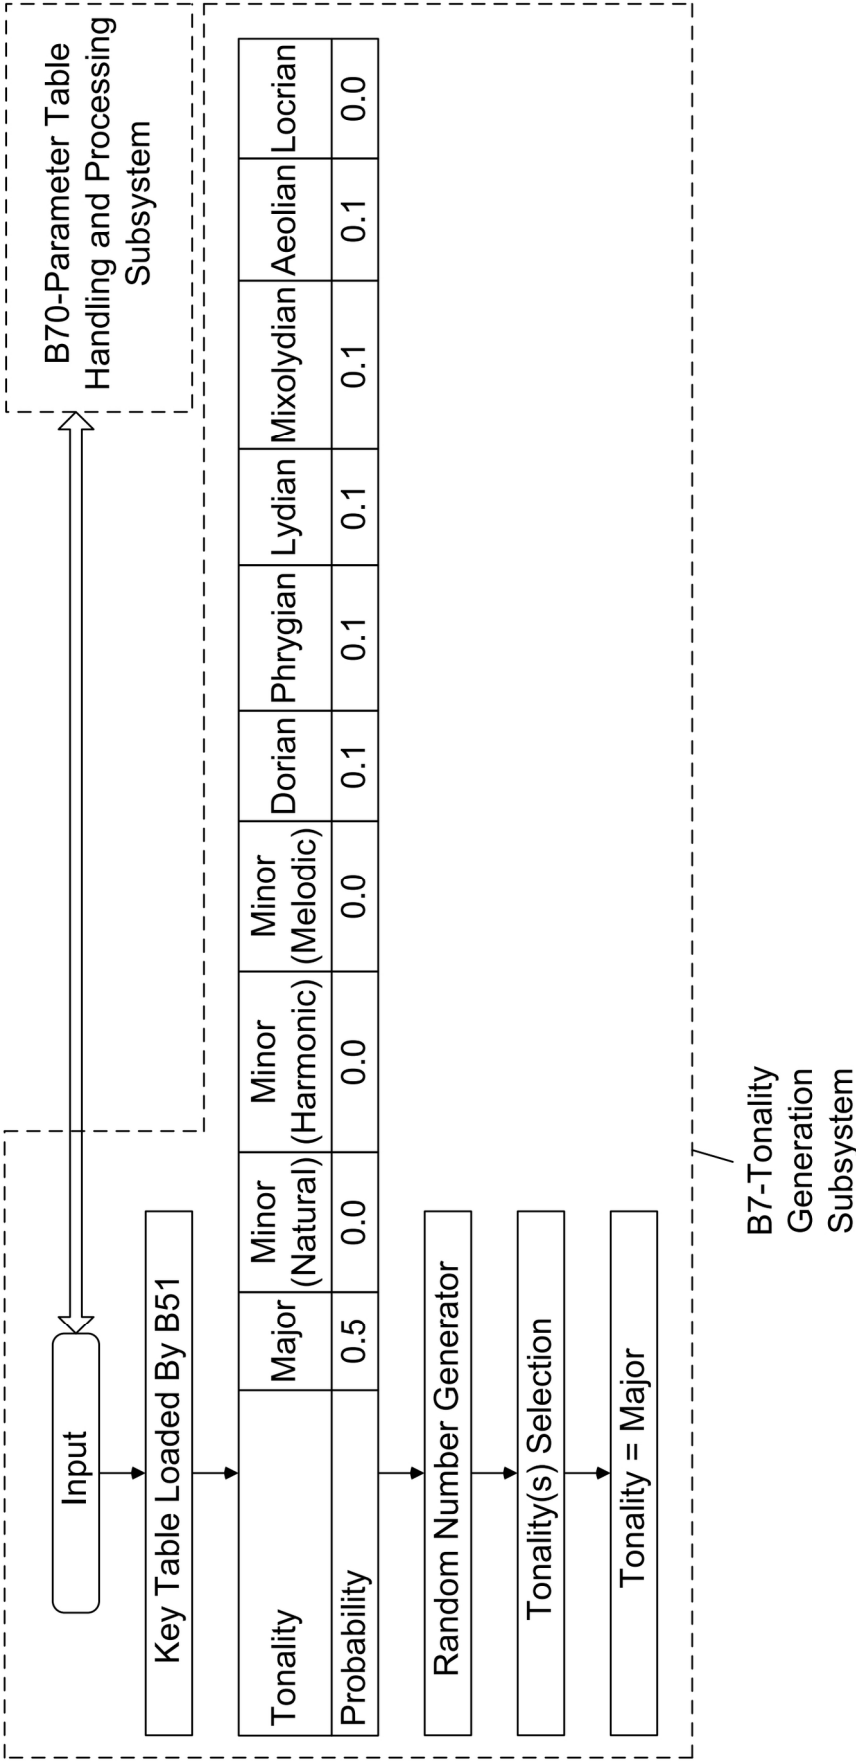 B70-Parameter Table
Handling and Processing
Subsystem
Input
Key Table Loaded By B51
Tonality
Major
Minor
(Natural)
Minor
(Harmonic)
Minor
(Melodic)
Dorian
Phrygian
Lydian
Mixolydian
Aeolian
Locrian
Probability
0.5
0.0
0.0
0.0
0.1
0.1
0.1
0.1
0.1
0.0
Random Number Generator
Tonality(s) Selection
Tonality = Major
B7-Tonality
Generation
Subsystem